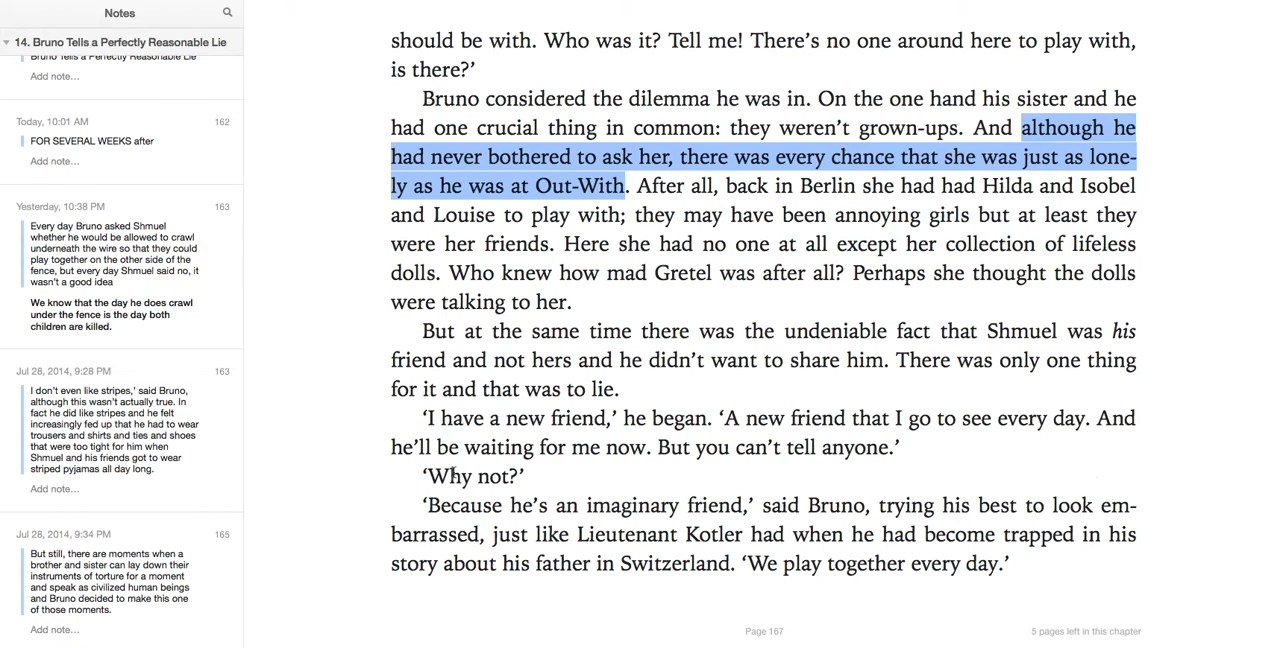 Notes
14. Bruno Tells a Perfectly Reasonable Lie
Bruno Tells a Perfectly Reasonable Lie
Add note…
Today, 10:01 AM 162
FOR SEVERAL WEEKS after
Add note…
Yesterday, 10:38 PM 163
Every day Bruno asked Shmuel
whether he would be allowed to crawl
underneath the wire so that they could
play together on the other side of the
fence, but every day Shmuel said no, it
wasn’t a good idea
We know that the day he does crawl
under the fence is the day both
children are killed.
Jul 28, 2014, 9:28 PM 163
I don’t even like stripes,’ said Bruno,
although this wasn’t actually true. In
fact he did like stripes and he felt
increasingly fed up that he had to wear
trousers and shirts and ties and shoes
that were too tight for him when
Shmuel and his friends got to wear
striped pyjamas all day long.
Add note…
Jul 28, 2014, 9:34 PM 165
But still, there are moments when a
brother and sister can lay down their
instruments of torture for a moment
and speak as civilized human beings
and Bruno decided to make this one
of those moments.
Add note…
should be with. Who was it? Tell me! There’s no one around here to play with,
is there?’
Bruno considered the dilemma he was in. On the one hand his sister and he
had one crucial thing in common: they weren’t grown-ups. And although he
had never bothered to ask her, there was every chance that she was just as lone-
ly as he was at Out-With. After all, back in Berlin she had had Hilda and Isobel
and Louise to play with; they may have been annoying girls but at least they
were her friends. Here she had no one at all except her collection of lifeless
dolls. Who knew how mad Gretel was after all? Perhaps she thought the dolls
were talking to her.
But at the same time there was the undeniable fact that Shmuel was his
friend and not hers and he didn’t want to share him. There was only one thing
for it and that was to lie.
‘I have a new friend,’ he began. ‘A new friend that I go to see every day. And
he’ll be waiting for me now. But you can’t tell anyone.’
‘Why not?’
‘Because he’s an imaginary friend,’ said Bruno, trying his best to look em-
barrassed, just like Lieutenant Kotler had when he had become trapped in his
story about his father in Switzerland. ‘We play together every day.’
Page 167
5 pages left in this chapter